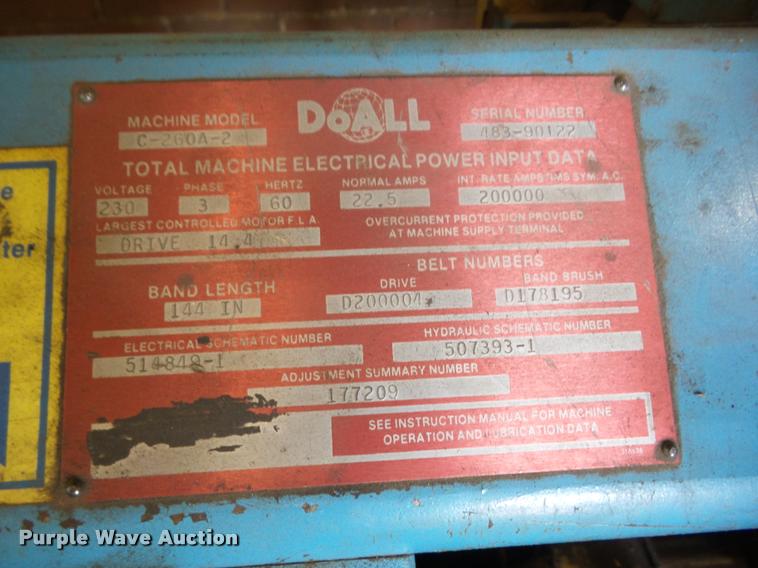 MACHINE MODEL
DoALL
SERIAL NUMBER
C-260A-2
483-90122
TOTAL MACHINE ELECTRICAL POWER INPUT DATA
VOLTAGE PHASE HERTZ NORMAL AMPS INT. RATE AMPS RMS SYM. A.C.
230 3 60 22.5 200000
LARGEST CONTROLLED MOTOR F.L.A.
DRIVE 14.4
OVERCURRENT PROTECTION PROVIDED
AT MACHINE SUPPLY TERMINAL
BELT NUMBERS
BAND LENGTH DRIVE BAND BRUSH
144 IN D200004 D178195
ELECTRICAL SCHEMATIC NUMBER HYDRAULIC SCHEMATIC NUMBER
514848-1 507393-1
ADJUSTMENT SUMMARY NUMBER
177209
SEE INSTRUCTION MANUAL FOR MACHINE
OPERATION AND LUBRICATION DATA
e
ter
Purple Wave Auction